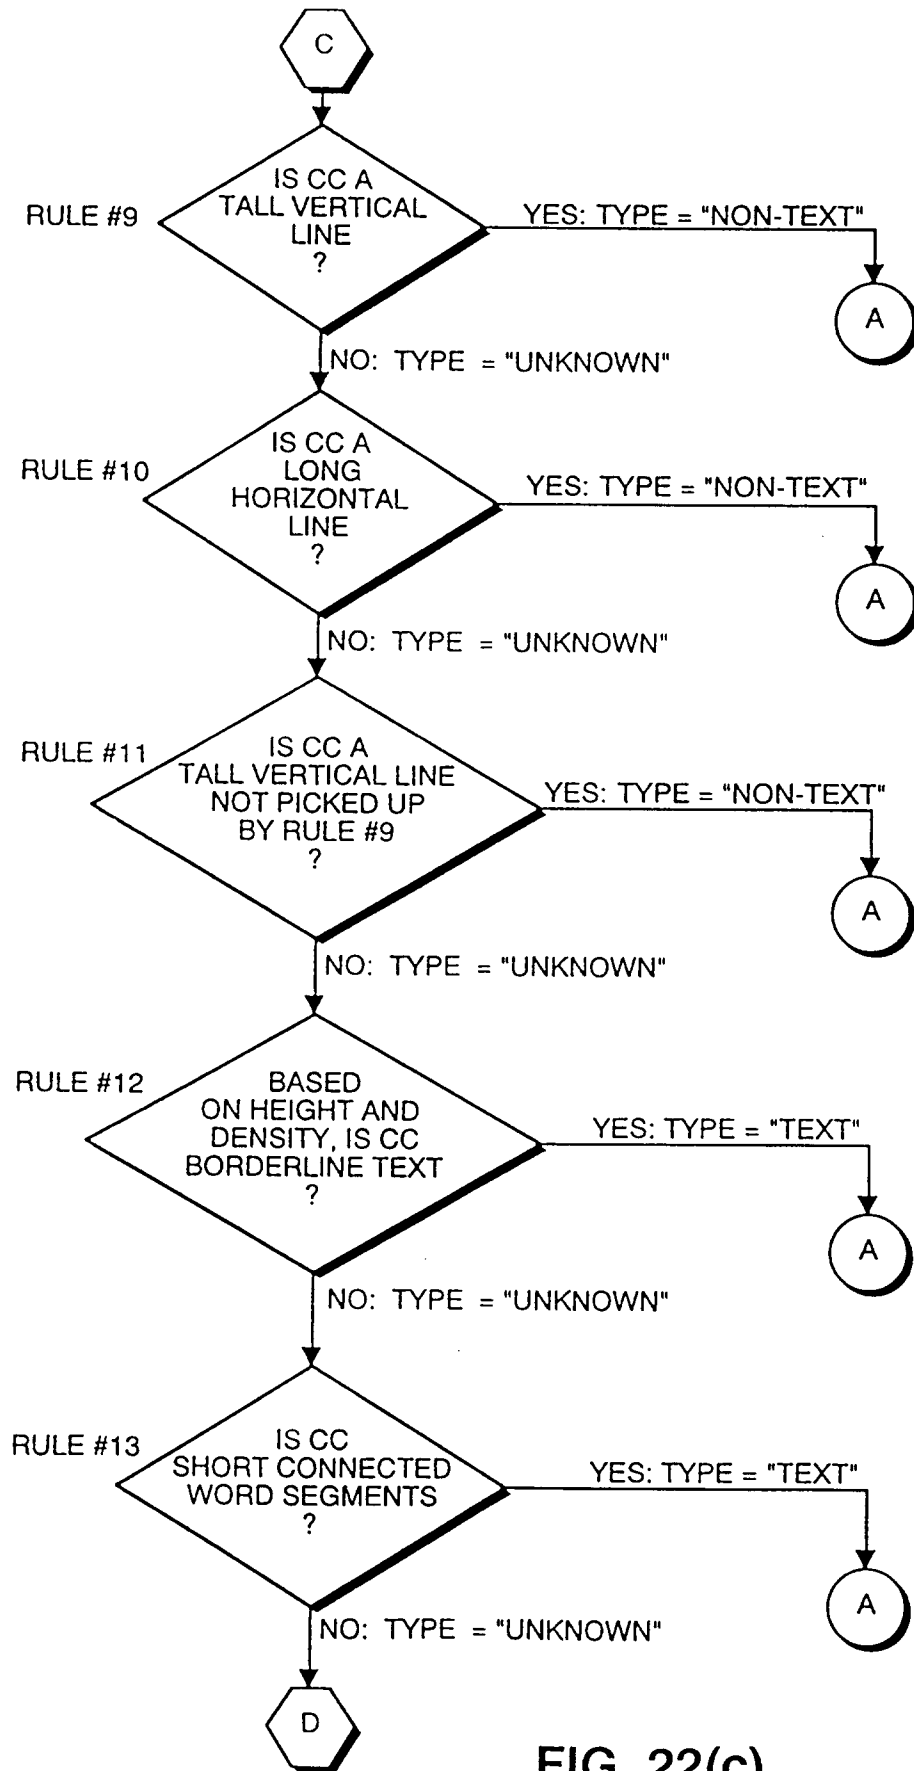 C
IS CC A
TALL VERTICAL
LINE
?
RULE #9
YES: TYPE = "NON-TEXT"
A
NO: TYPE = "UNKNOWN"
IS CC A
LONG
HORIZONTAL
LINE
?
RULE #10
YES: TYPE = "NON-TEXT"
A
NO: TYPE = "UNKNOWN"
IS CC A
TALL VERTICAL LINE
NOT PICKED UP
BY RULE #9
?
RULE #11
YES: TYPE = "NON-TEXT"
A
NO: TYPE = "UNKNOWN"
BASED
ON HEIGHT AND
DENSITY, IS CC
BORDERLINE TEXT
?
RULE #12
YES: TYPE = "TEXT"
A
NO: TYPE = "UNKNOWN"
IS CC
SHORT CONNECTED
WORD SEGMENTS
?
RULE #13
YES: TYPE = "TEXT"
A
NO: TYPE = "UNKNOWN"
D
FIG. 22(c)